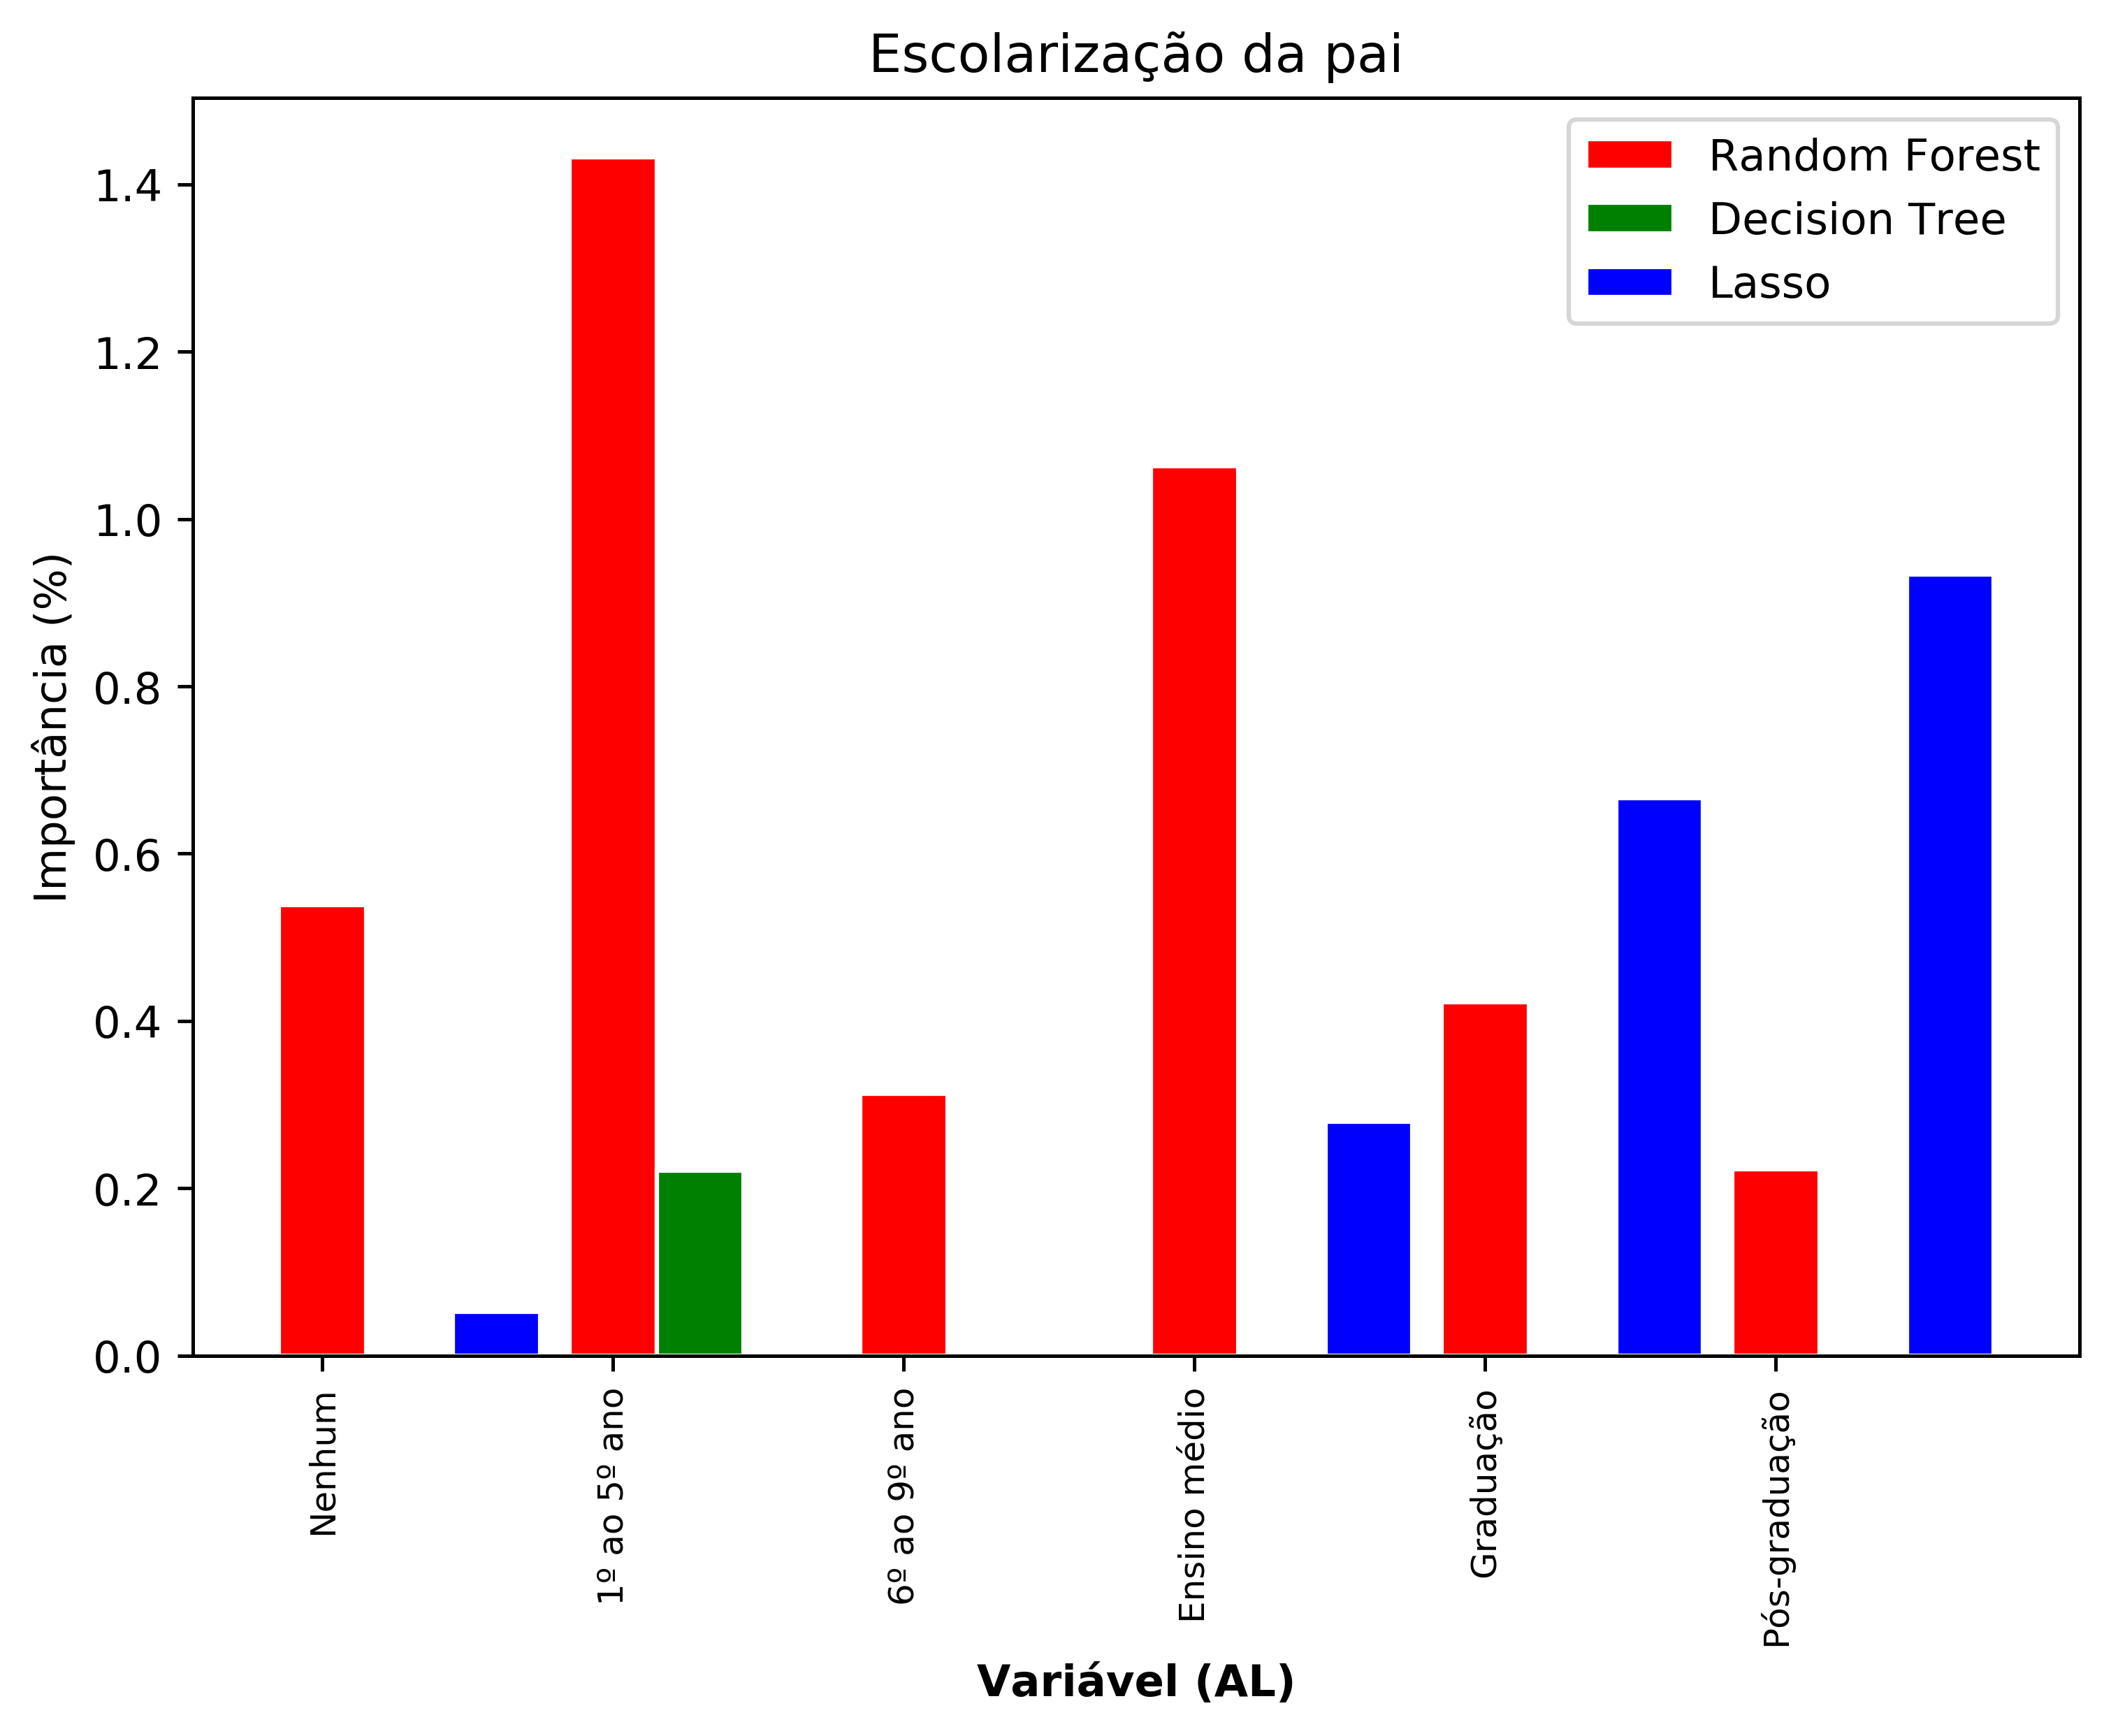 Escolarização da pai
Random Forest
Decision Tree
Lasso
Importância (%)
1.4
1.2
1.0
0.8
0.6
0.4
0.2
0.0
Nenhum
1º ao 5º ano
6º ao 9º ano
Ensino médio
Graduação
Pós-graduação
Variável (AL)